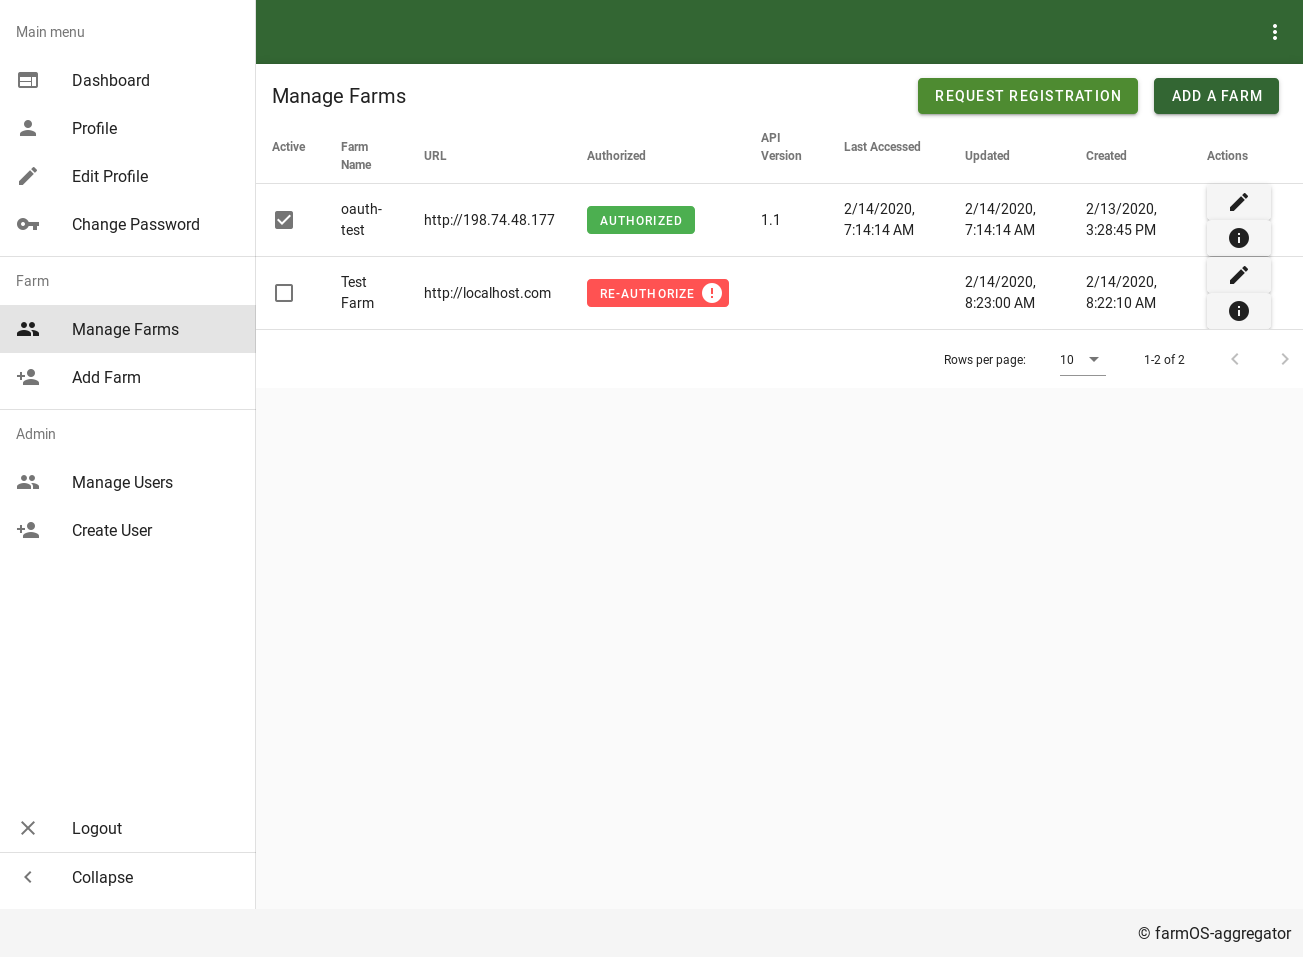 Main menu
Dashboard
Profile
Edit Profile
Change Password
Farm
Manage Farms
Add Farm
Admin
Manage Users
Create User
Logout
Collapse
Manage Farms
REQUEST REGISTRATION
ADD A FARM
Active
Farm
Name
URL
Authorized
API
Version
Last Accessed
Updated
Created
Actions
oauth-
test
http://198.74.48.177
AUTHORIZED
1.1
2/14/2020,
7:14:14 AM
2/14/2020,
7:14:14 AM
2/13/2020,
3:28:45 PM
Test
Farm
http://localhost.com
RE-AUTHORIZE
2/14/2020,
8:23:00 AM
2/14/2020,
8:22:10 AM
Rows per page:
10
1-2 of 2
© farmOS-aggregator